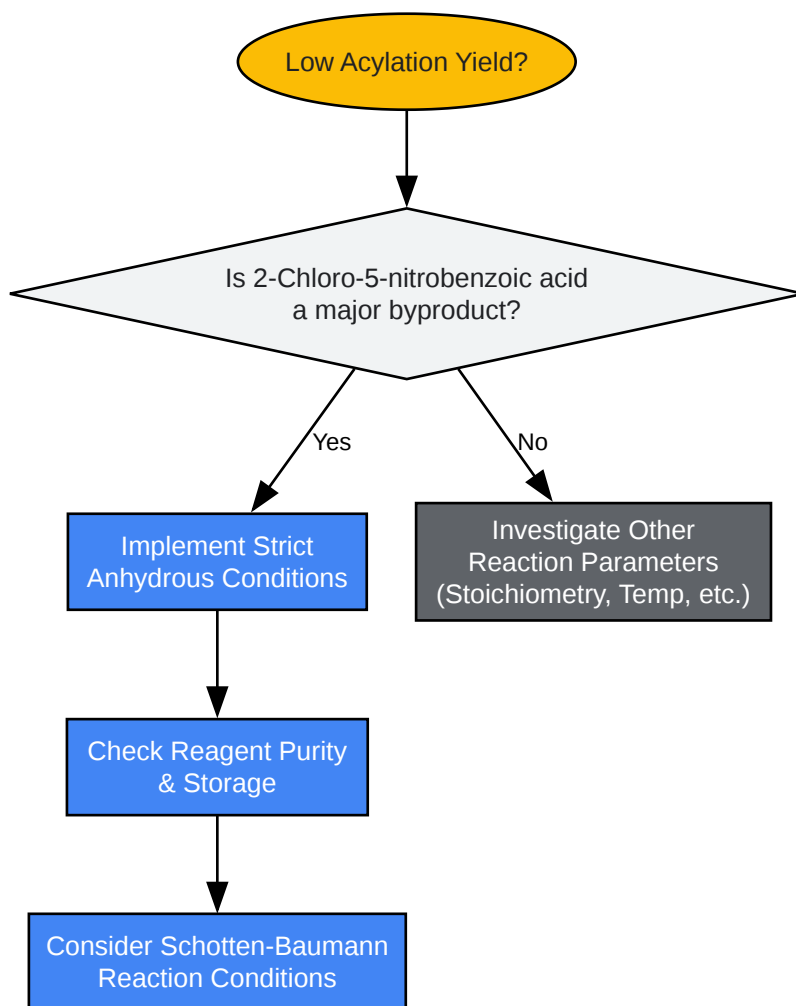 Low Acylation Yield?
Is 2-Chloro-5-nitrobenzoic acid
a major byproduct?
Yes
No
Implement Strict
Anhydrous Conditions
Investigate Other
Reaction Parameters
(Stoichiometry, Temp, etc.)
Check Reagent Purity
& Storage
Consider Schotten-Baumann
Reaction Conditions